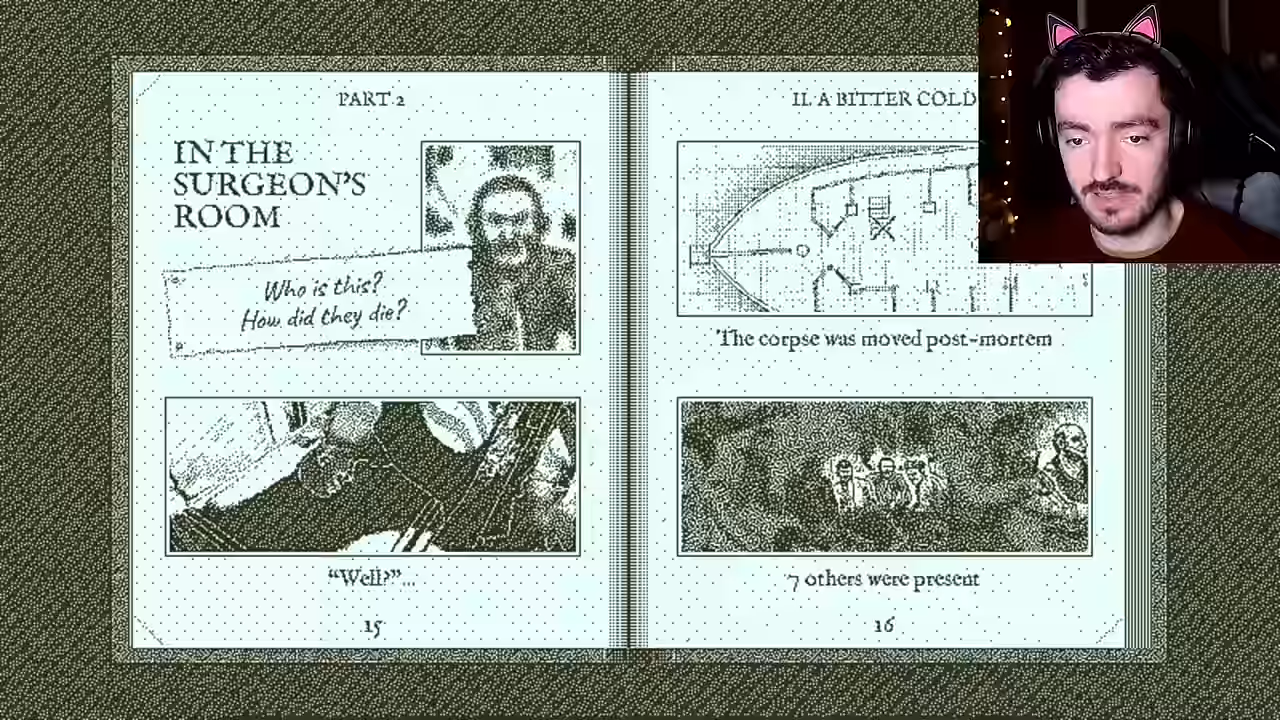 PART 2
IN THE
SURGEON'S
ROOM
Who is this?
How did they die?
"Well?"...
15
II. A BITTER COLD
The corpse was moved post-mortem
7 others were present
16